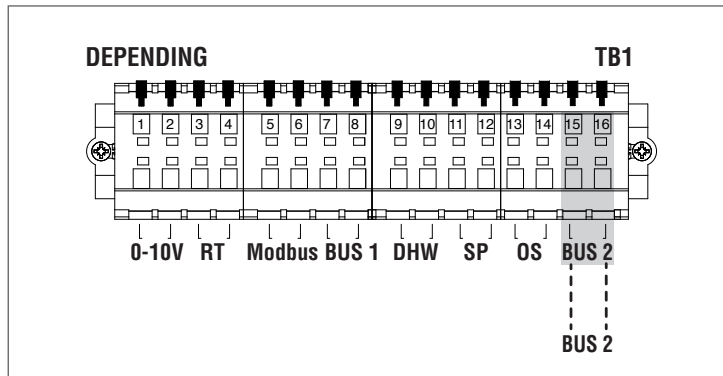 DEPENDING TB1
1 2 3 4 5 6 7 8 9 10 11 12 13 14 15 16
0-10V RT Modbus BUS 1 DHW SP OS BUS 2
BUS 2